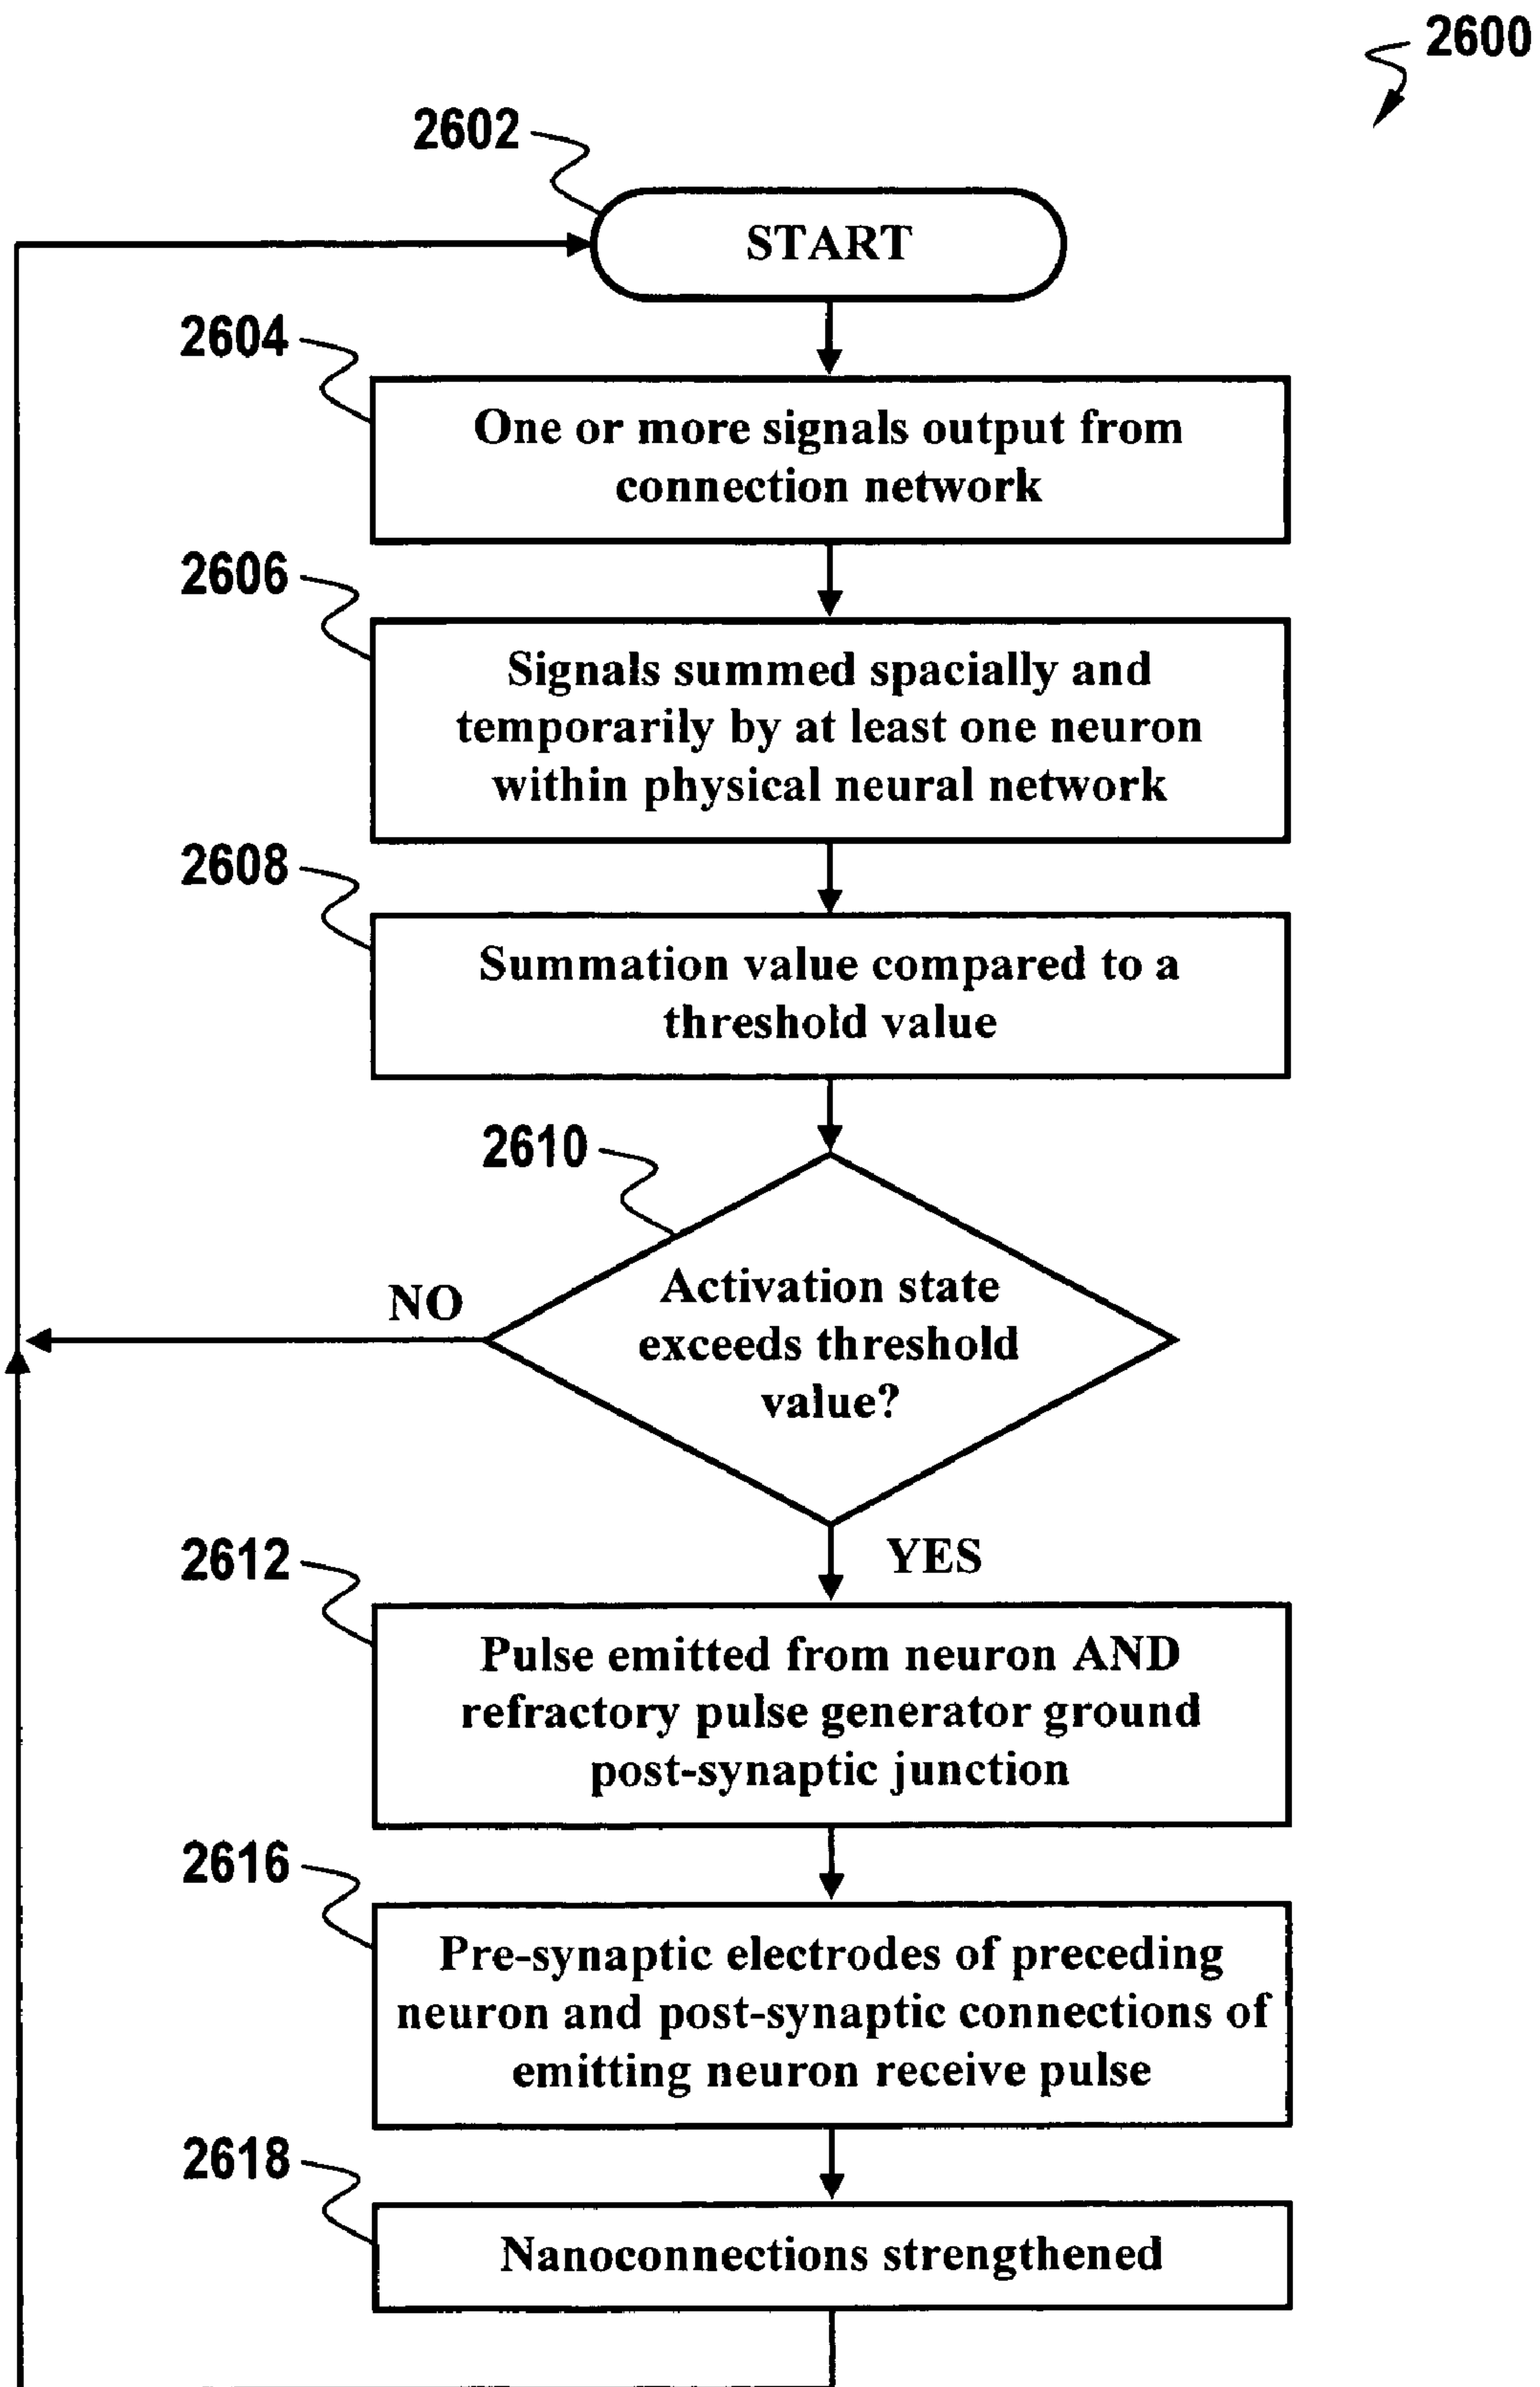 2600
2602
START
2604
One or more signals output from
connection network
2606
Signals summed spacially and
temporarily by at least one neuron
within physical neural network
2608
Summation value compared to a
threshold value
2610
Activation state
exceeds threshold
value?
NO
YES
2612
Pulse emitted from neuron AND
refractory pulse generator ground
post-synaptic junction
2616
Pre-synaptic electrodes of preceding
neuron and post-synaptic connections of
emitting neuron receive pulse
2618
Nanoconnections strengthened